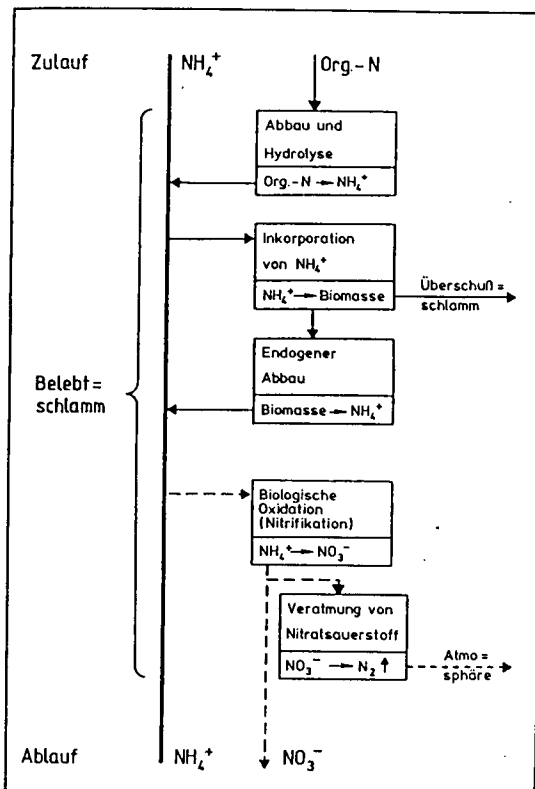 Zulauf
NH₄⁺
Org.-N
Abbau und
Hydrolyse
Org.-N → NH₄⁺
Inkorporation
von NH₄⁺
NH₄⁺ → Biomasse
Überschuß=
schlamm
Endogener
Abbau
Biomasse → NH₄⁺
Belebt=
schlamm
Biologische
Oxidation
(Nitrifikation)
NH₄⁺ → NO₃⁻
Veratmung von
Nitratsauerstoff
NO₃⁻ → N₂ ↑
Atmo=
sphäre
Ablauf
NH₄⁺
NO₃⁻